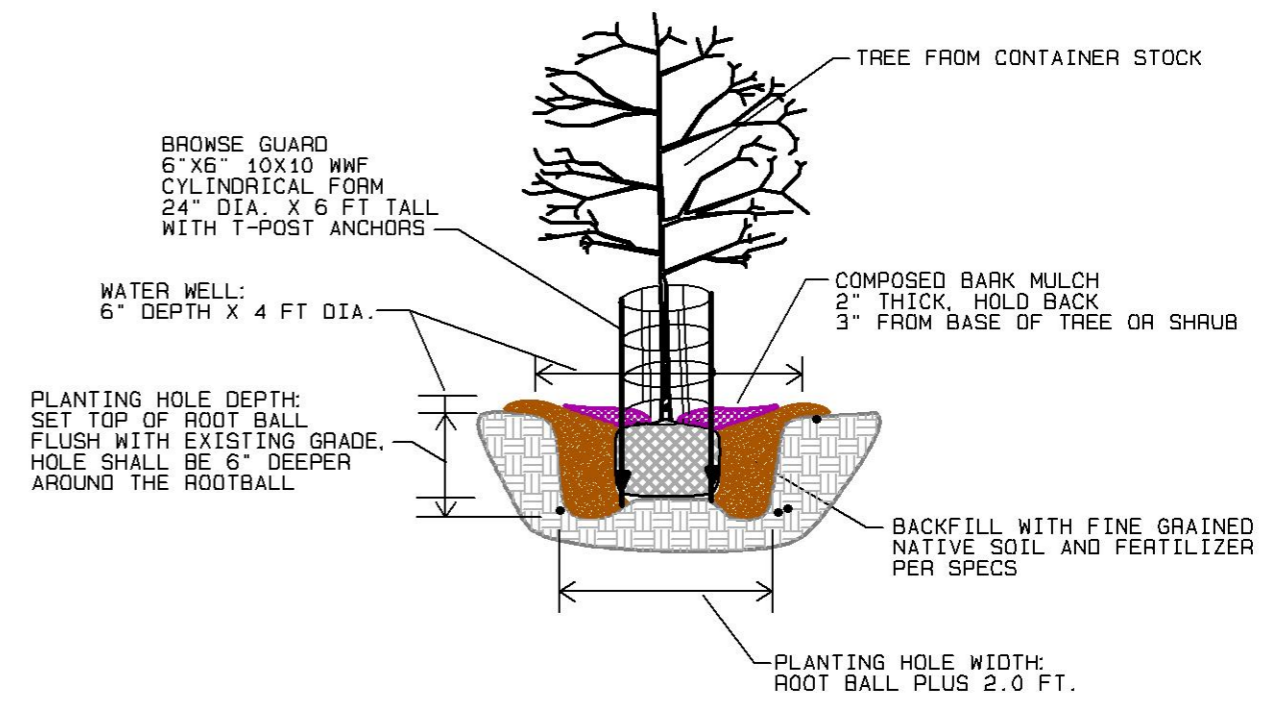 TREE FROM CONTAINER STOCK
BROWSE GUARD
6"X6" 10X10 WWF
CYLINDRICAL FORM
24" DIA. X 6 FT TALL
WITH T-POST ANCHORS
WATER WELL:
6" DEPTH X 4 FT DIA.
COMPOSED BARK MULCH
2" THICK, HOLD BACK
3" FROM BASE OF TREE OR SHRUB
PLANTING HOLE DEPTH:
SET TOP OF ROOT BALL
FLUSH WITH EXISTING GRADE,
HOLE SHALL BE 6" DEEPER
AROUND THE ROOTBALL
BACKFILL WITH FINE GRAINED
NATIVE SOIL AND FERTILIZER
PER SPECS
PLANTING HOLE WIDTH:
ROOT BALL PLUS 2.0 FT.